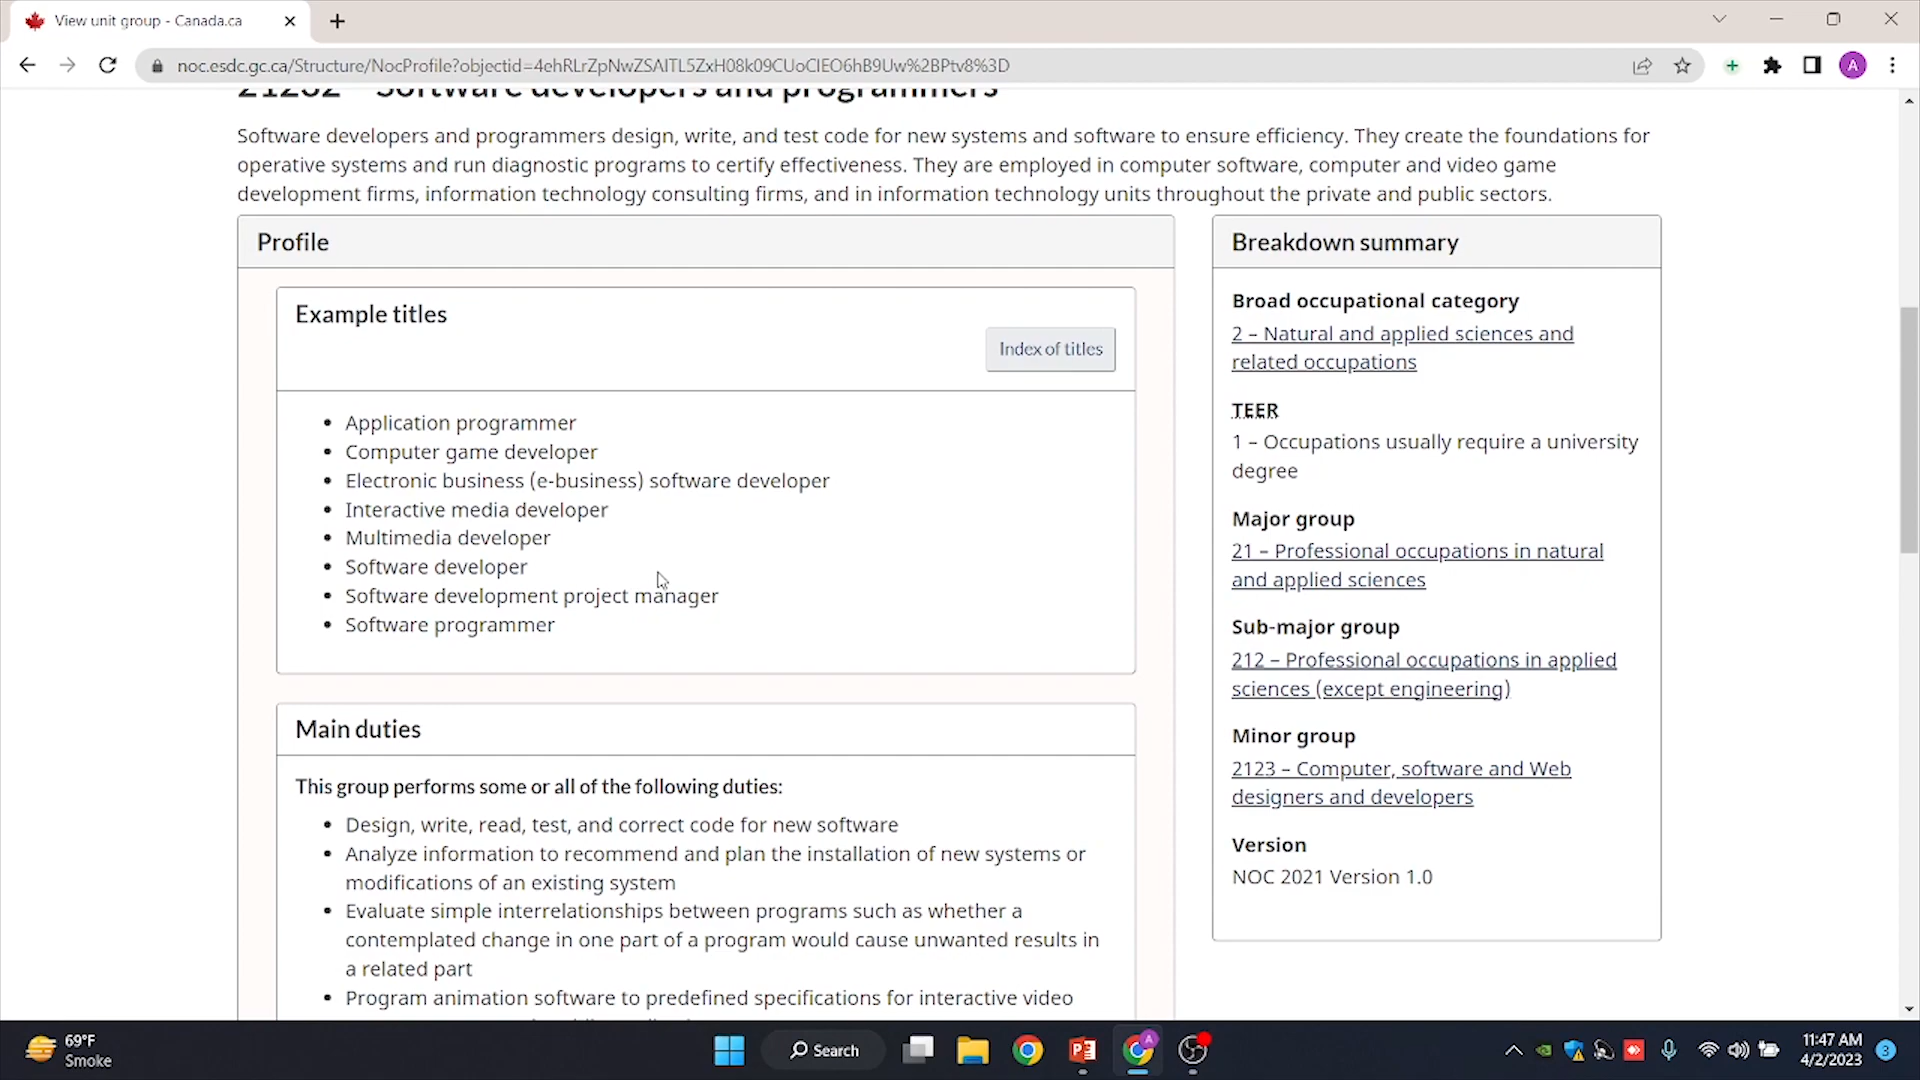 View unit group - Canada.ca
noc.esdc.gc.ca/Structure/NocProfile?objectid=4ehRLrZpNwZSAITL5ZxH08k09CUoCIEO6hB9Uw%2BPtv8%3D
A
21232 – Software developers and programmers
Software developers and programmers design, write, and test code for new systems and software to ensure efficiency. They create the foundations for
operative systems and run diagnostic programs to certify effectiveness. They are employed in computer software, computer and video game
development firms, information technology consulting firms, and in information technology units throughout the private and public sectors.
Profile
Example titles
Index of titles
• Application programmer
• Computer game developer
• Electronic business (e-business) software developer
• Interactive media developer
• Multimedia developer
• Software developer
• Software development project manager
• Software programmer
Main duties
This group performs some or all of the following duties:
• Design, write, read, test, and correct code for new software
• Analyze information to recommend and plan the installation of new systems or
modifications of an existing system
• Evaluate simple interrelationships between programs such as whether a
contemplated change in one part of a program would cause unwanted results in
a related part
• Program animation software to predefined specifications for interactive video
Breakdown summary
Broad occupational category
2 – Natural and applied sciences and
related occupations
TEER
1 – Occupations usually require a university
degree
Major group
21 – Professional occupations in natural
and applied sciences
Sub-major group
212 – Professional occupations in applied
sciences (except engineering)
Minor group
2123 – Computer, software and Web
designers and developers
Version
NOC 2021 Version 1.0
69°F
Smoke
Search
11:47 AM
4/2/2023
3